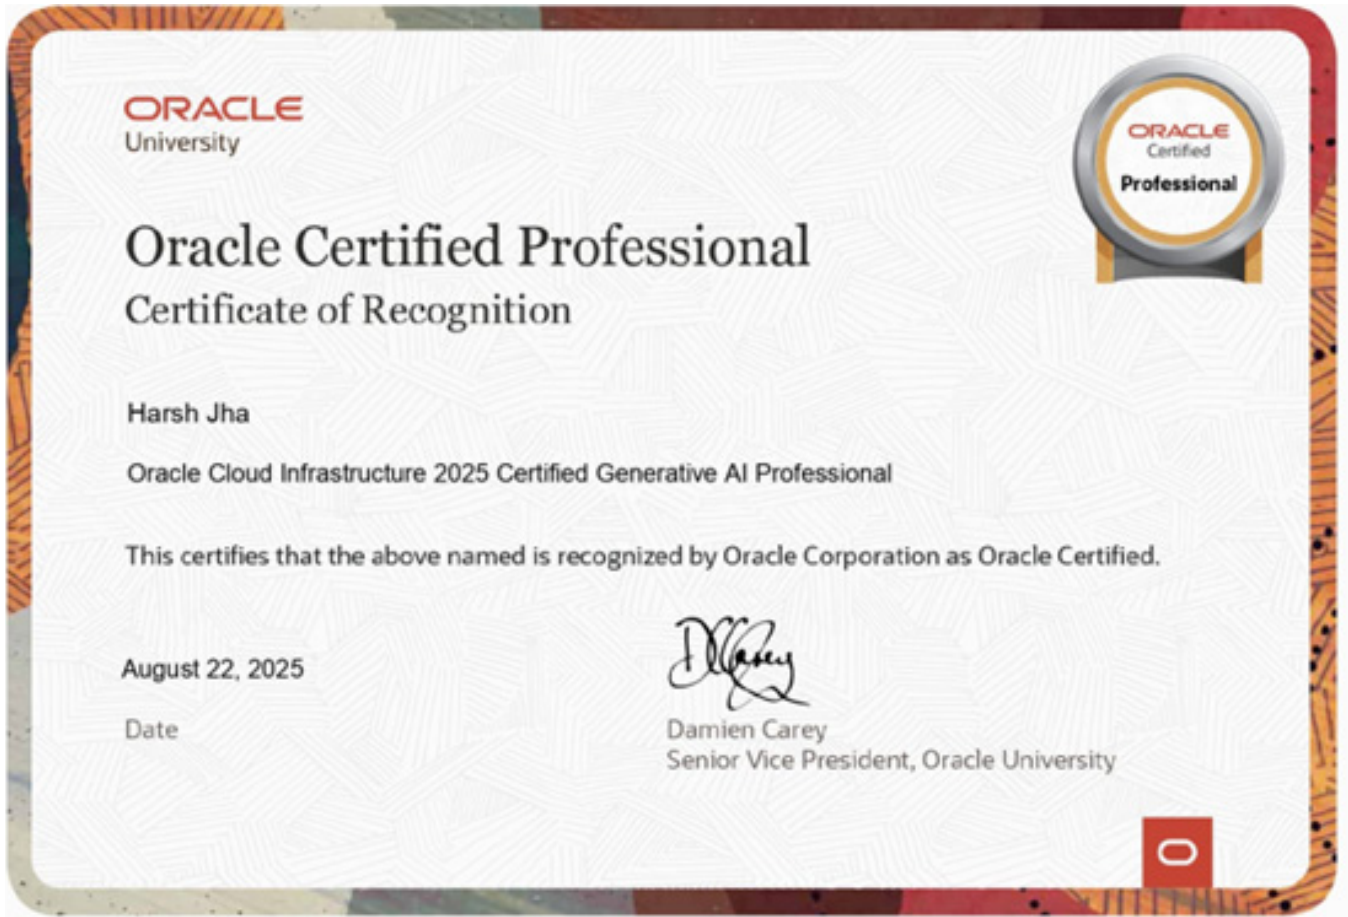 ORACLE
University
ORACLE
Certified
Professional
Oracle Certified Professional
Certificate of Recognition
Harsh Jha
Oracle Cloud Infrastructure 2025 Certified Generative AI Professional
This certifies that the above named is recognized by Oracle Corporation as Oracle Certified.
DCarey
August 22, 2025
Date
Damien Carey
Senior Vice President, Oracle University